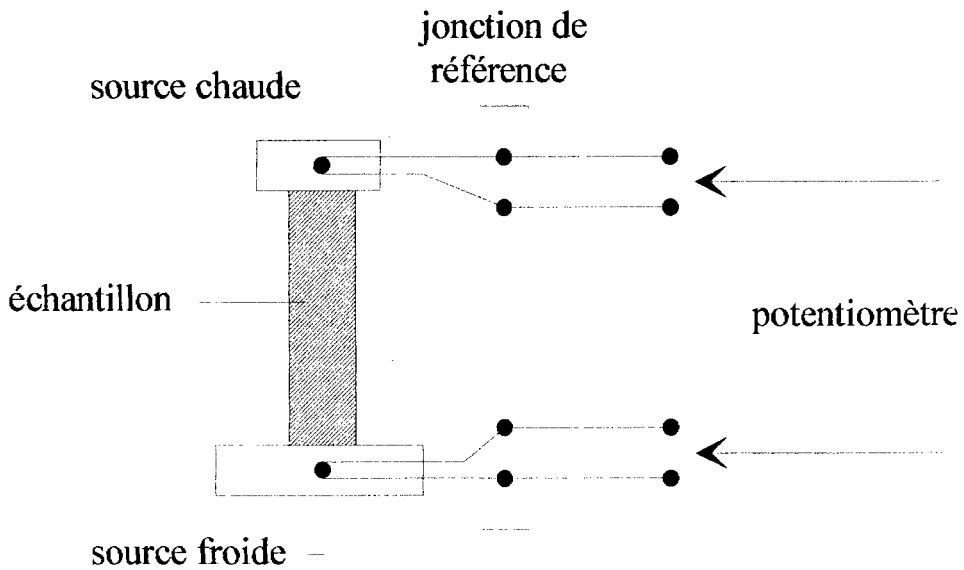 jonction de
référence
source chaude
échantillon
potentiomètre
source froide